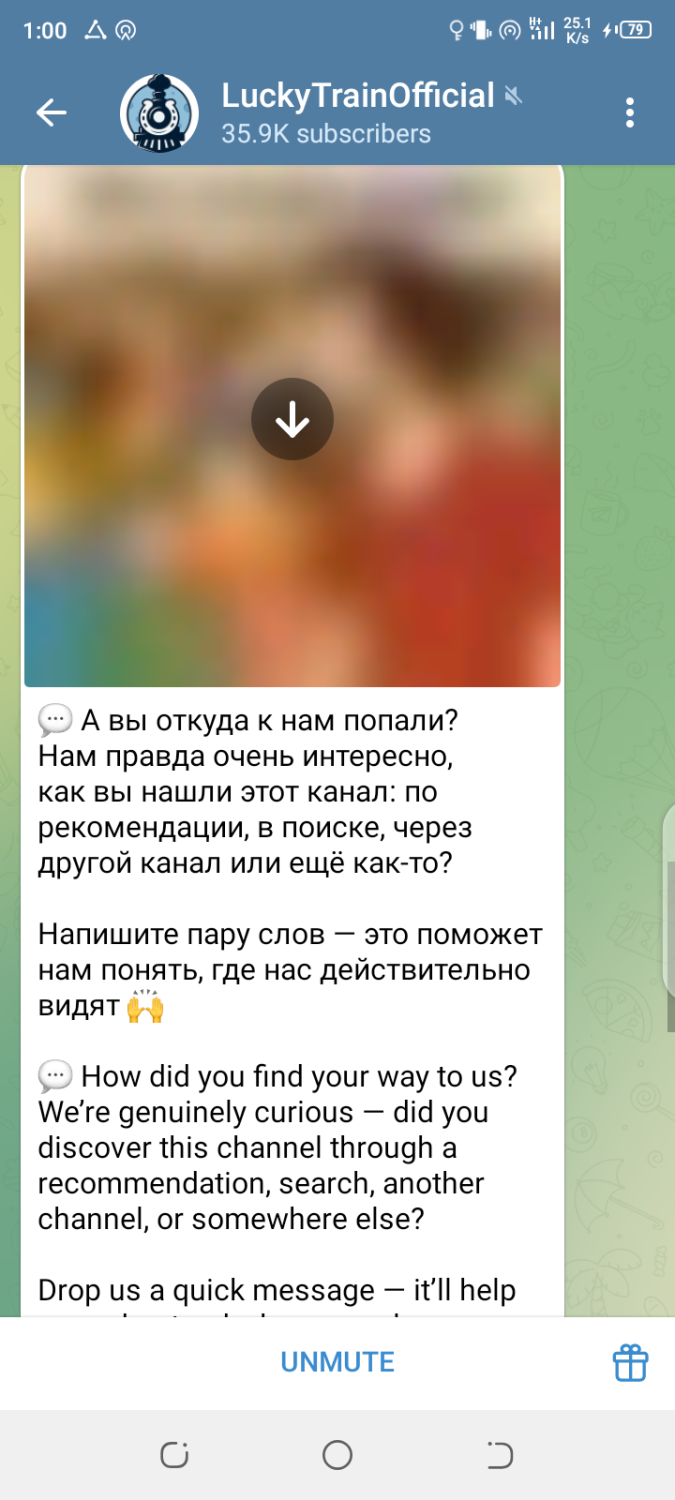 1:00
25.1
K/s
79
LuckyTrainOfficial
35.9K subscribers
А вы откуда к нам попали?
Нам правда очень интересно,
как вы нашли этот канал: по
рекомендации, в поиске, через
другой канал или ещё как-то?
Напишите пару слов — это поможет
нам понять, где нас действительно
видят 🙌
How did you find your way to us?
We’re genuinely curious — did you
discover this channel through a
recommendation, search, another
channel, or somewhere else?
Drop us a quick message — it’ll help
UNMUTE